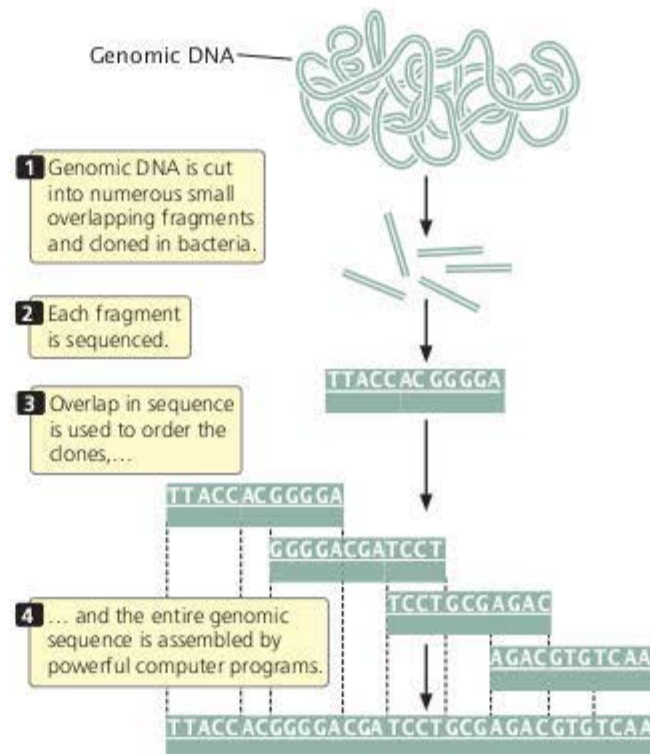 Genomic DNA
1 Genomic DNA is cut
into numerous small
overlapping fragments
and cloned in bacteria.
2 Each fragment
is sequenced.
TTACCACGGGGA
3 Overlap in sequence
is used to order the
clones,...
TTACCACGGGGA
GGGGACGATCCT
TCCTGCGAGAC
AGACGTGTCAA
4 ... and the entire genomic
sequence is assembled by
powerful computer programs.
TTACCACGGGGACGATCCTGCGAGACGTGTCAA